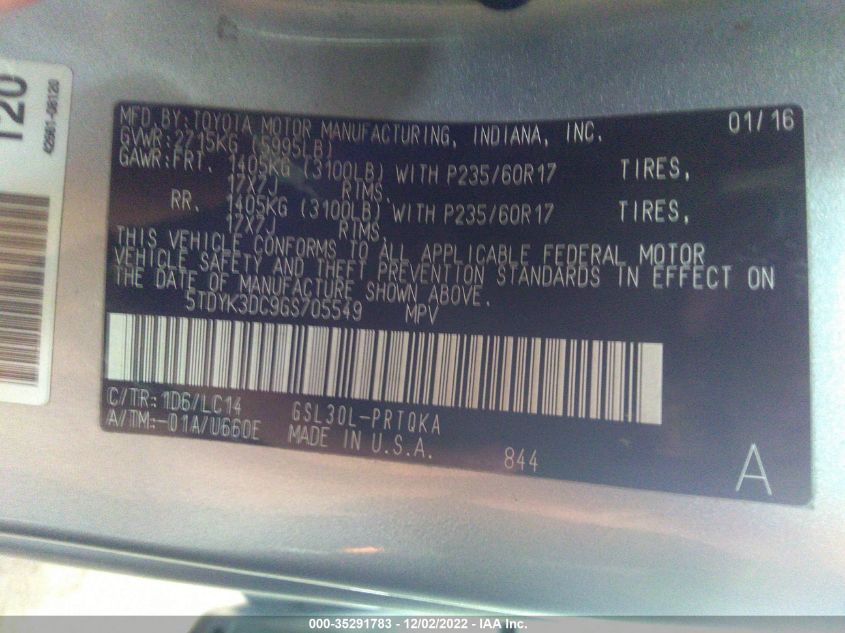 MFD.BY:TOYOTA MOTOR MANUFACTURING, INDIANA, INC. 01/16
GVWR:2715KG (5995LB)
GAWR:FRT. 1405KG (3100LB) WITH P235/60R17 TIRES,
17X7J RIMS.
RR. 1405KG (3100LB) WITH P235/60R17 TIRES,
17X7J RIMS.
THIS VEHICLE CONFORMS TO ALL APPLICABLE FEDERAL MOTOR
VEHICLE SAFETY AND THEFT PREVENTION STANDARDS IN EFFECT ON
THE DATE OF MANUFACTURE SHOWN ABOVE.
5TDYK3DC9GS705549 MPV
C/TR:1D6/LC14 GSL30L-PRTQKA
A/TM:-01A/U660E MADE IN U.S.A. 844
A
120
000-35291783 - 12/02/2022 - IAA Inc.